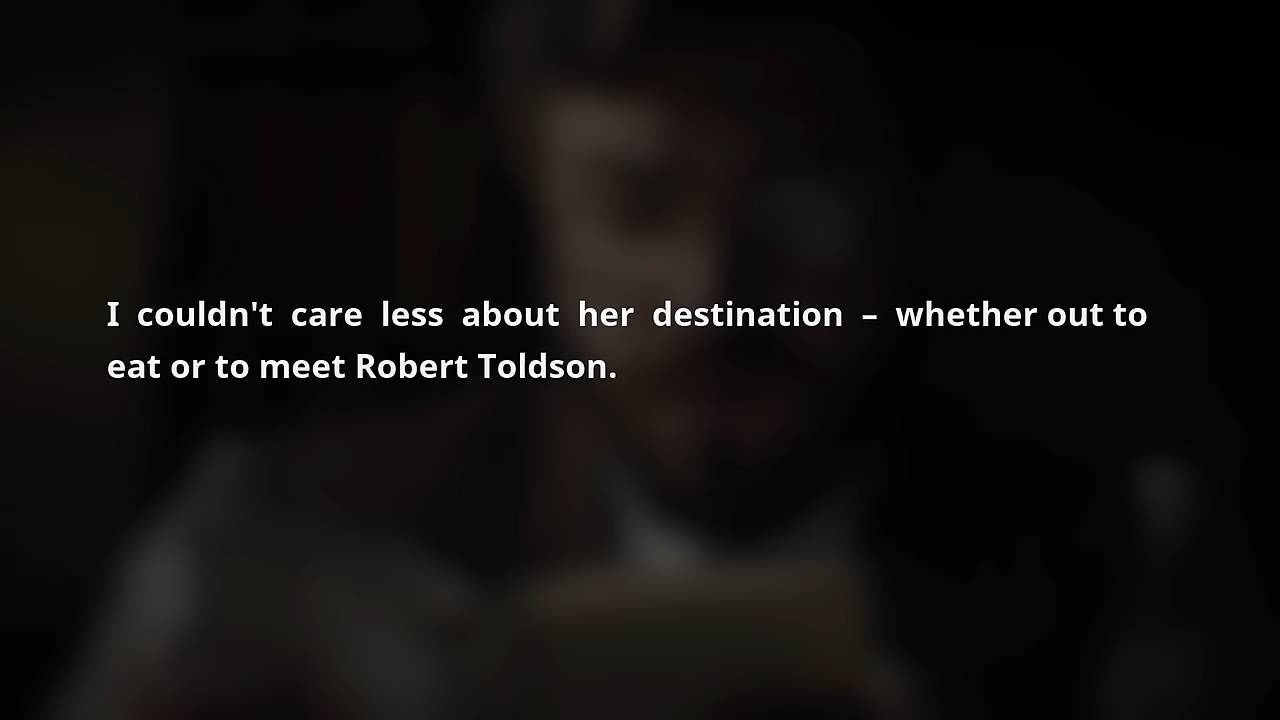 I couldn't care less about her destination – whether out to
eat or to meet Robert Toldson.